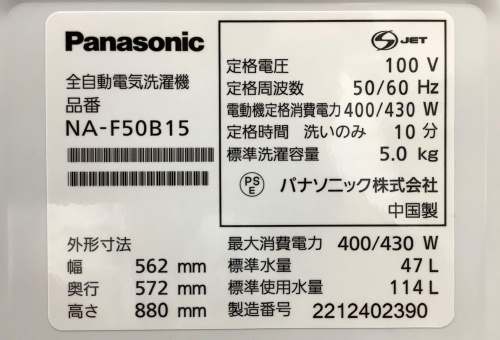 Panasonic
全自動電気洗濯機
品番
NA-F50B15
外形寸法
幅 562 mm
奥行 572 mm
高さ 880 mm
S JET
定格電圧 100 V
定格周波数 50/60 Hz
電動機定格消費電力 400/430 W
定格時間 洗いのみ 10 分
標準洗濯容量 5.0 kg
PS E パナソニック株式会社
中国製
最大消費電力 400/430 W
標準水量 47 L
標準使用水量 114 L
製造番号 2212402390